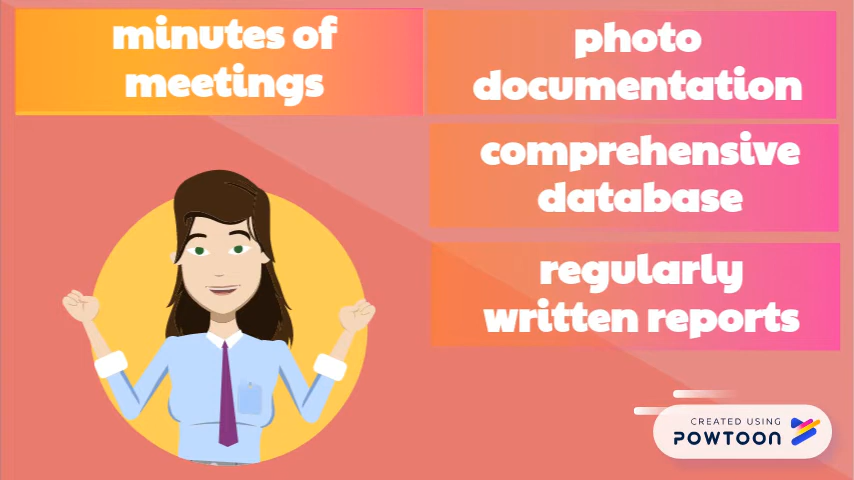 minutes of
meetings
photo
documentation
comprehensive
database
regularly
written reports
CREATED USING
POWTOON